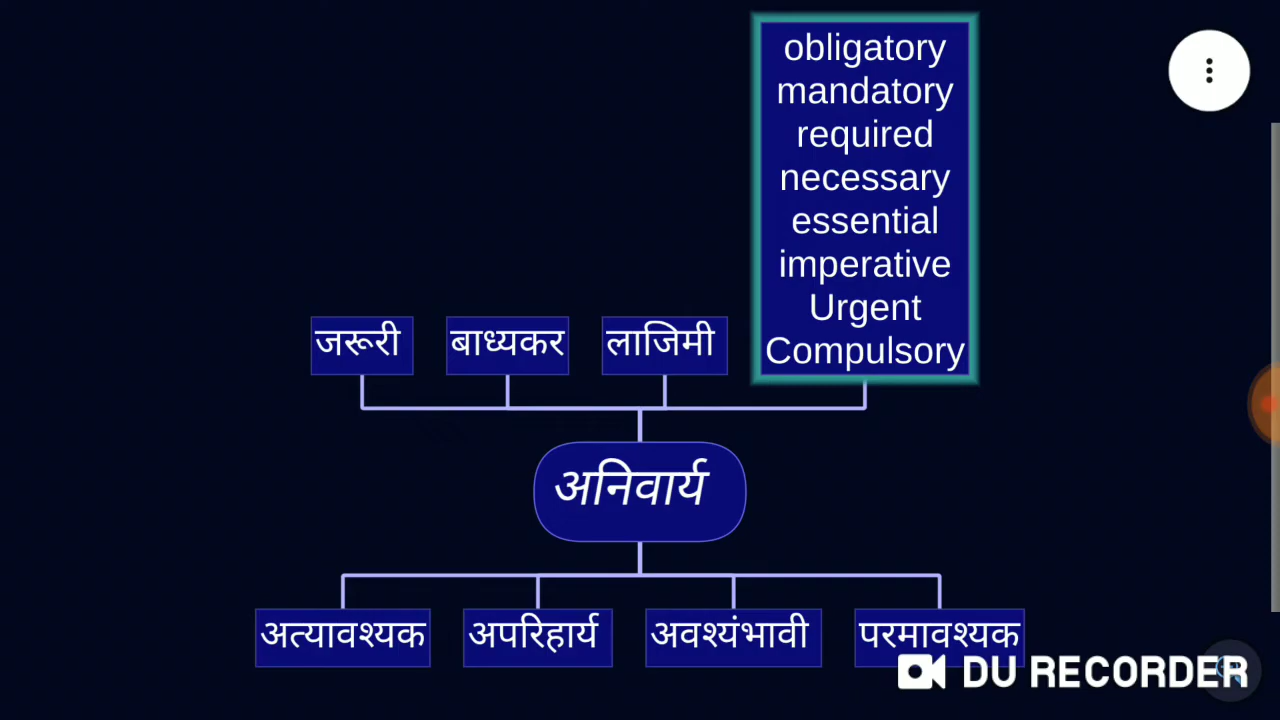 obligatory
mandatory
required
necessary
essential
imperative
Urgent
Compulsory
जरूरी
बाध्यकर
लाजिमी
अनिवार्य
अत्यावश्यक
अपरिहार्य
अवश्यंभावी
परमावश्यक
DU RECORDER